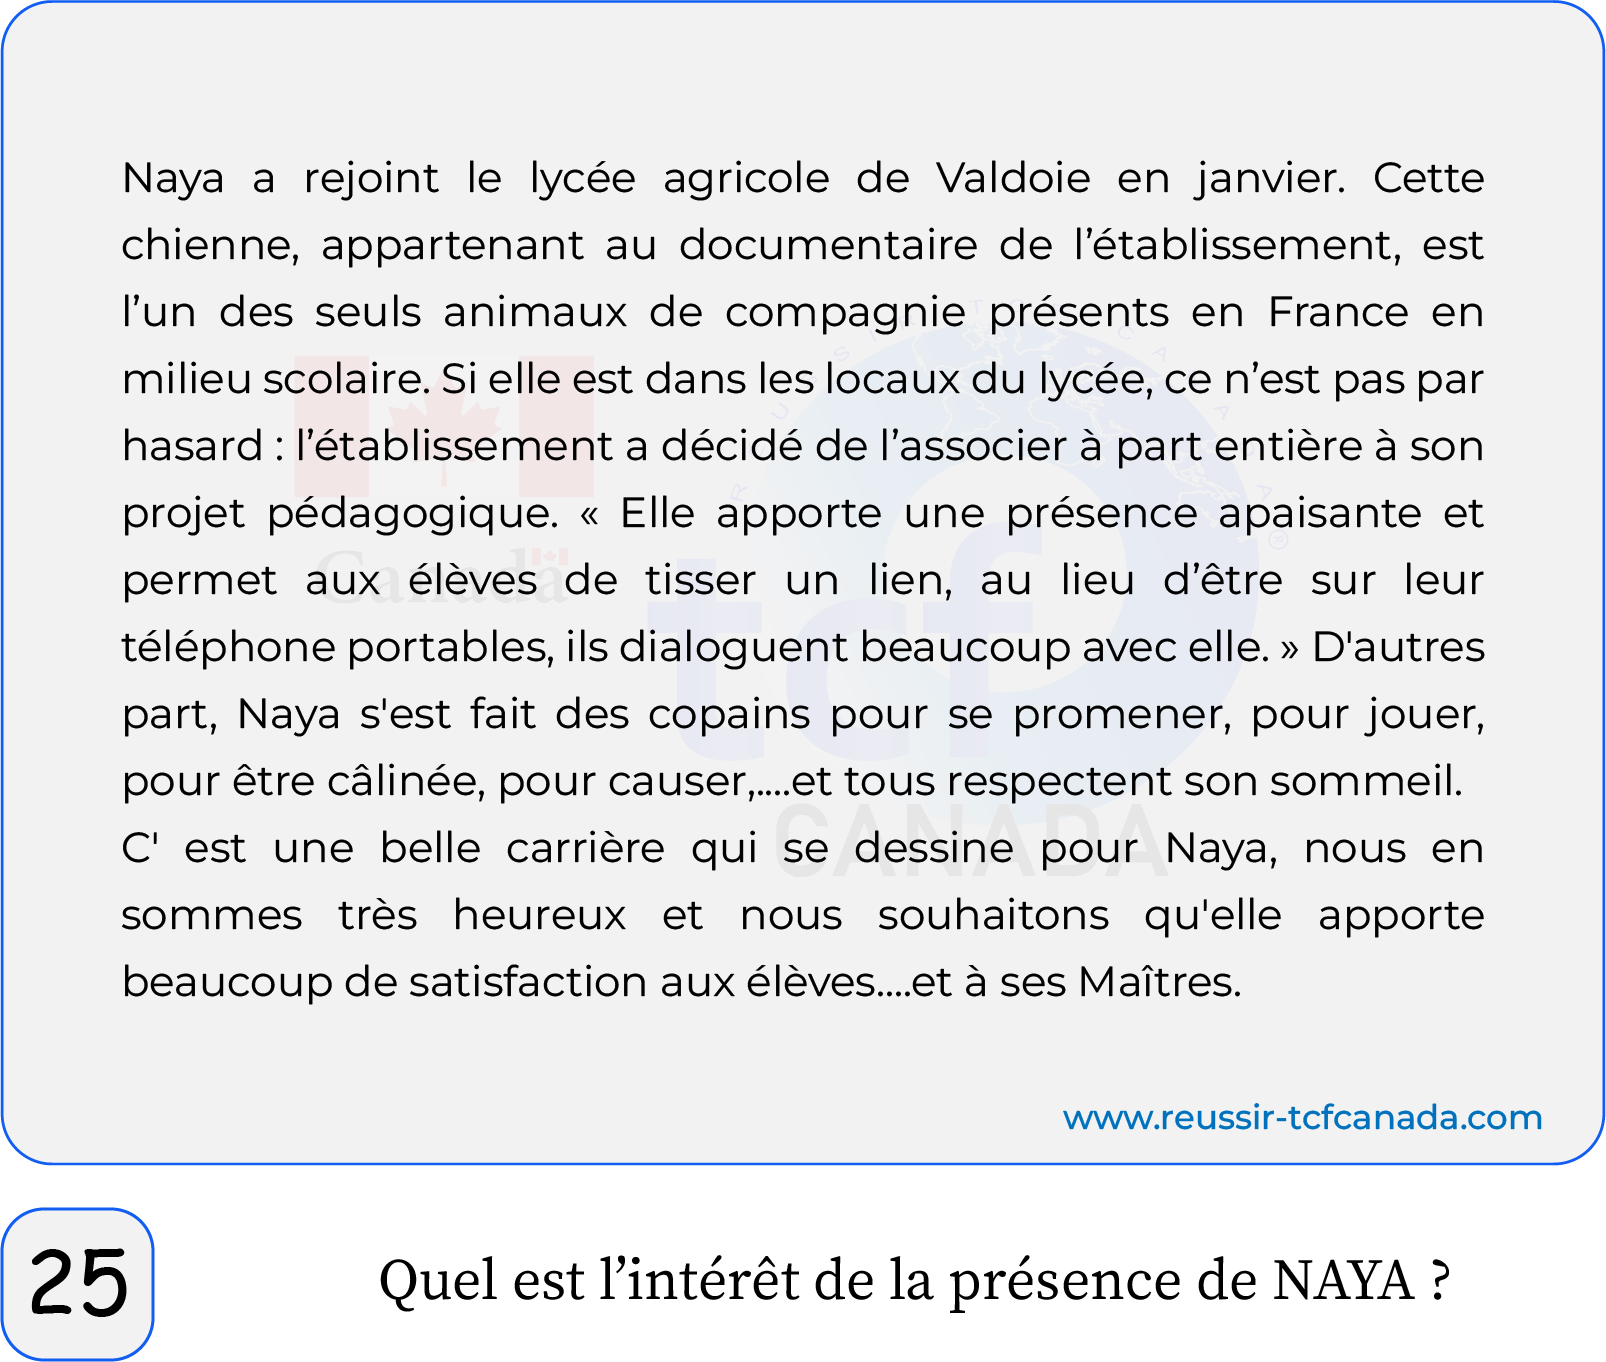 Naya a rejoint le lycée agricole de Valdoie en janvier. Cette
chienne, appartenant au documentaire de l’établissement, est
l’un des seuls animaux de compagnie présents en France en
milieu scolaire. Si elle est dans les locaux du lycée, ce n’est pas par
hasard : l’établissement a décidé de l’associer à part entière à son
projet pédagogique. « Elle apporte une présence apaisante et
permet aux élèves de tisser un lien, au lieu d’être sur leur
téléphone portables, ils dialoguent beaucoup avec elle. » D'autres
part, Naya s'est fait des copains pour se promener, pour jouer,
pour être câlinée, pour causer,....et tous respectent son sommeil.
C' est une belle carrière qui se dessine pour Naya, nous en
sommes très heureux et nous souhaitons qu'elle apporte
beaucoup de satisfaction aux élèves....et à ses Maîtres.
Canada
RÉUSSIR TCF CANADA ®
tcf
CANADA
www.reussir-tcfcanada.com
25
Quel est l’intérêt de la présence de NAYA ?